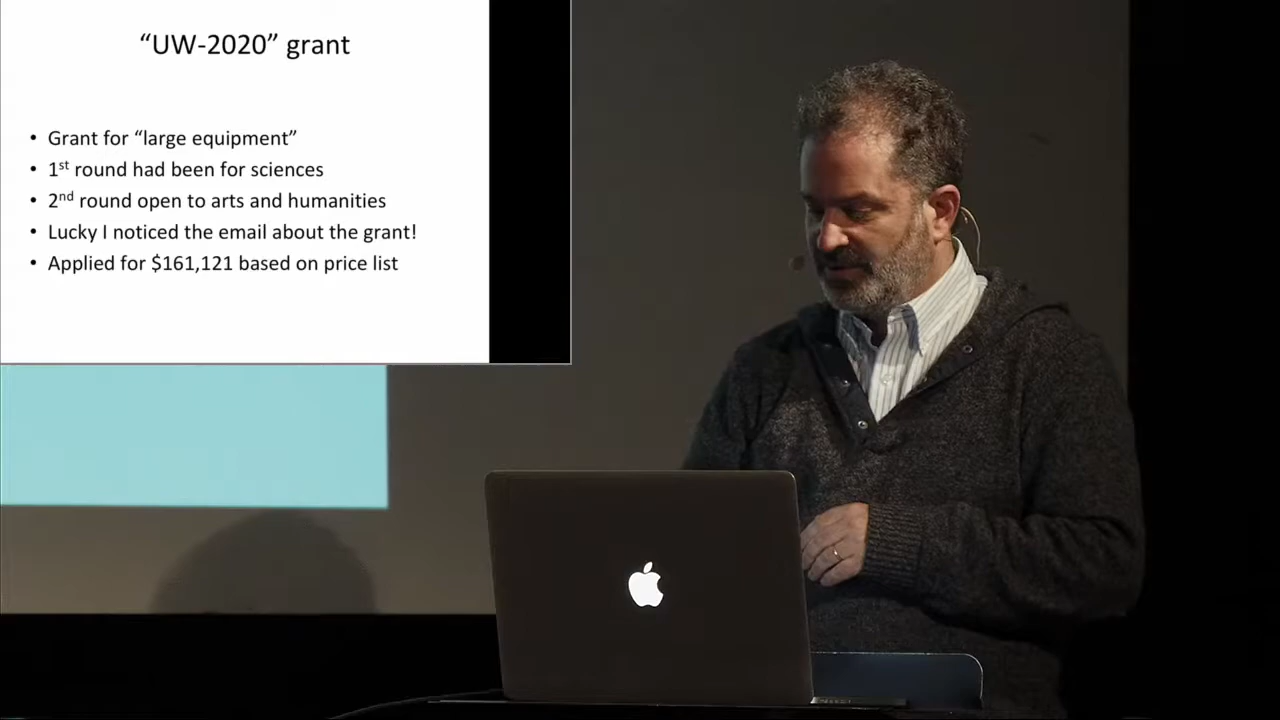 “UW-2020” grant
• Grant for “large equipment”
• 1st round had been for sciences
• 2nd round open to arts and humanities
• Lucky I noticed the email about the grant!
• Applied for $161,121 based on price list